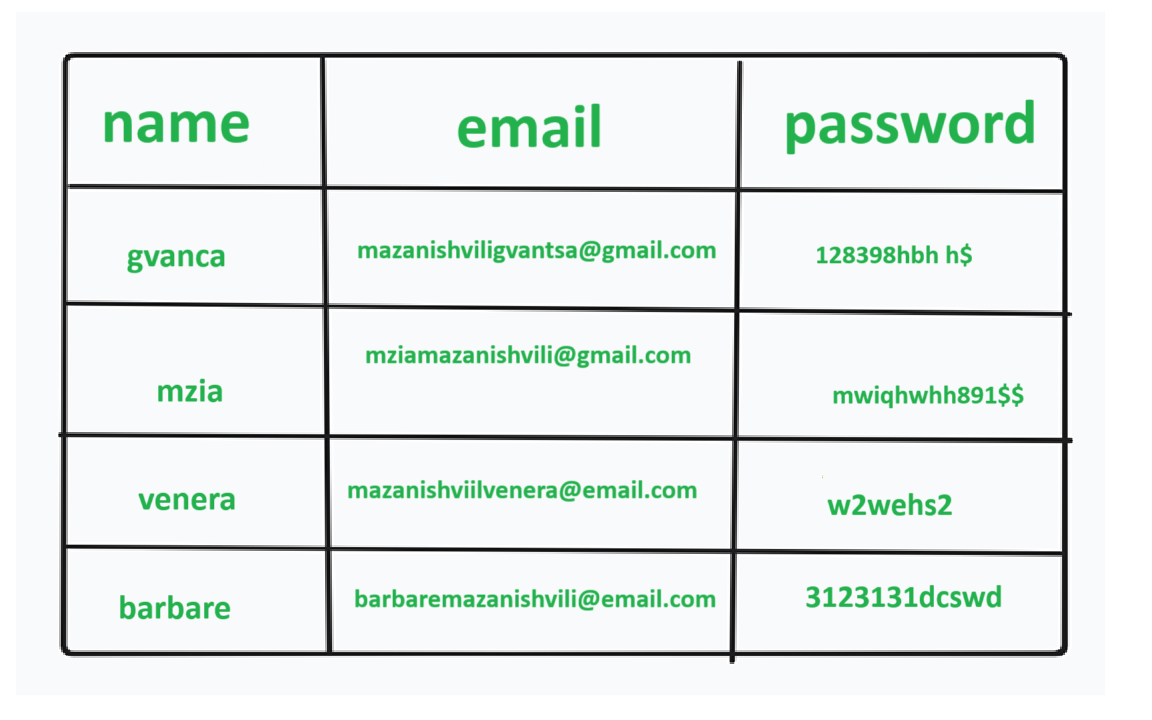 name email password
gvanca mazanishviligvantsa@gmail.com 128398hbh h$
mzia mziamazanishvili@gmail.com mwiqhwhh891$$
venera mazanishviilvenera@email.com w2wehs2
barbare barbaremazanishvili@email.com 3123131dcswd